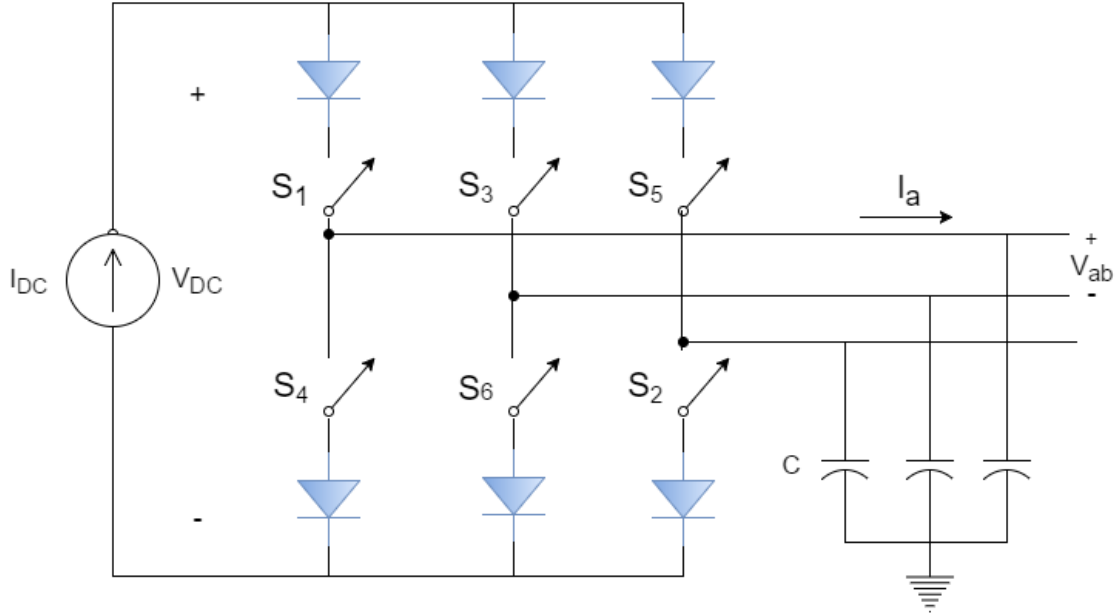 +
S1
S3
S5
Ia
IDC
VDC
+
Vab
-
S4
S6
S2
C
-